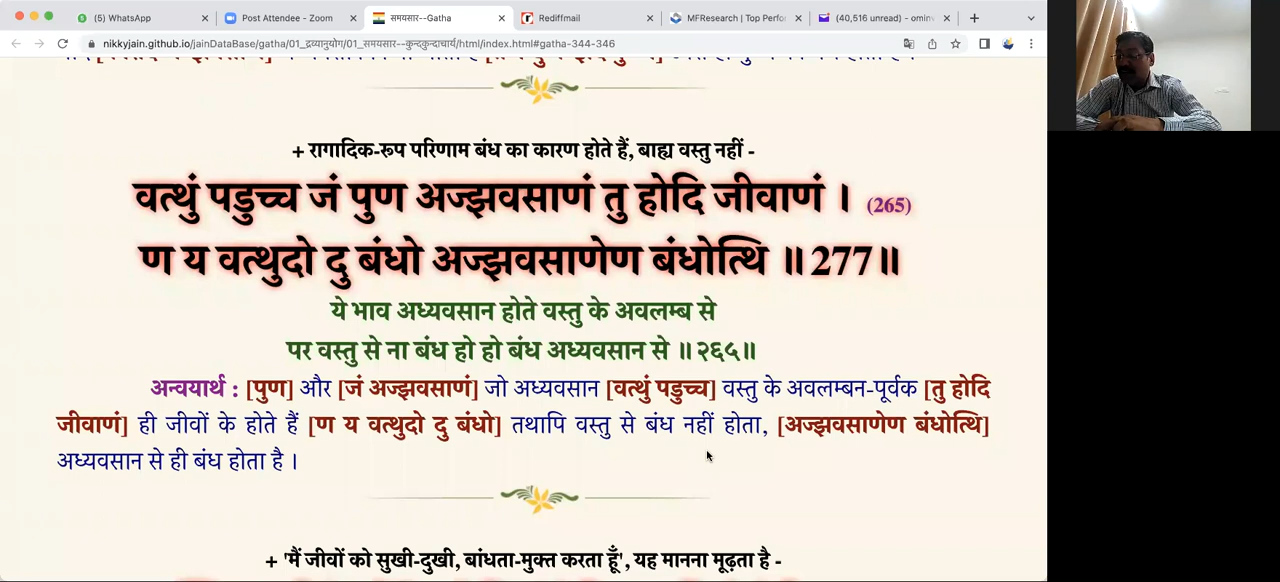 (5) WhatsApp
Post Attendee - Zoom
समयसार--Gatha
Rediffmail
MFResearch | Top Perfo
(40,516 unread) - ominv
nikkyjain.github.io/jainDataBase/gatha/01_द्रव्यानुयोग/01_समयसार--कुन्दकुन्दाचार्य/html/index.html#gatha-344-346
+ रागादिक-रूप परिणाम बंध का कारण होते हैं, बाह्य वस्तु नहीं -
वत्थुं पडुच्च जं पुण अज्झवसाणं तु होदि जीवाणं । (265)
ण य वत्थुदो दु बंधो अज्झवसाणेण बंधोत्थि ॥277॥
ये भाव अध्यवसान होते वस्तु के अवलम्ब से
पर वस्तु से ना बंध हो हो बंध अध्यवसान से ॥२६५॥
अन्वयार्थ : [पुण] और [जं अज्झवसाणं] जो अध्यवसान [वत्थुं पडुच्च] वस्तु के अवलम्बन-पूर्वक [तु होदि
जीवाणं] ही जीवों के होते हैं [ण य वत्थुदो दु बंधो] तथापि वस्तु से बंध नहीं होता, [अज्झवसाणेण बंधोत्थि]
अध्यवसान से ही बंध होता है ।
+ 'मैं जीवों को सुखी-दुखी, बांधता-मुक्त करता हूँ', यह मानना मूढ़ता है -